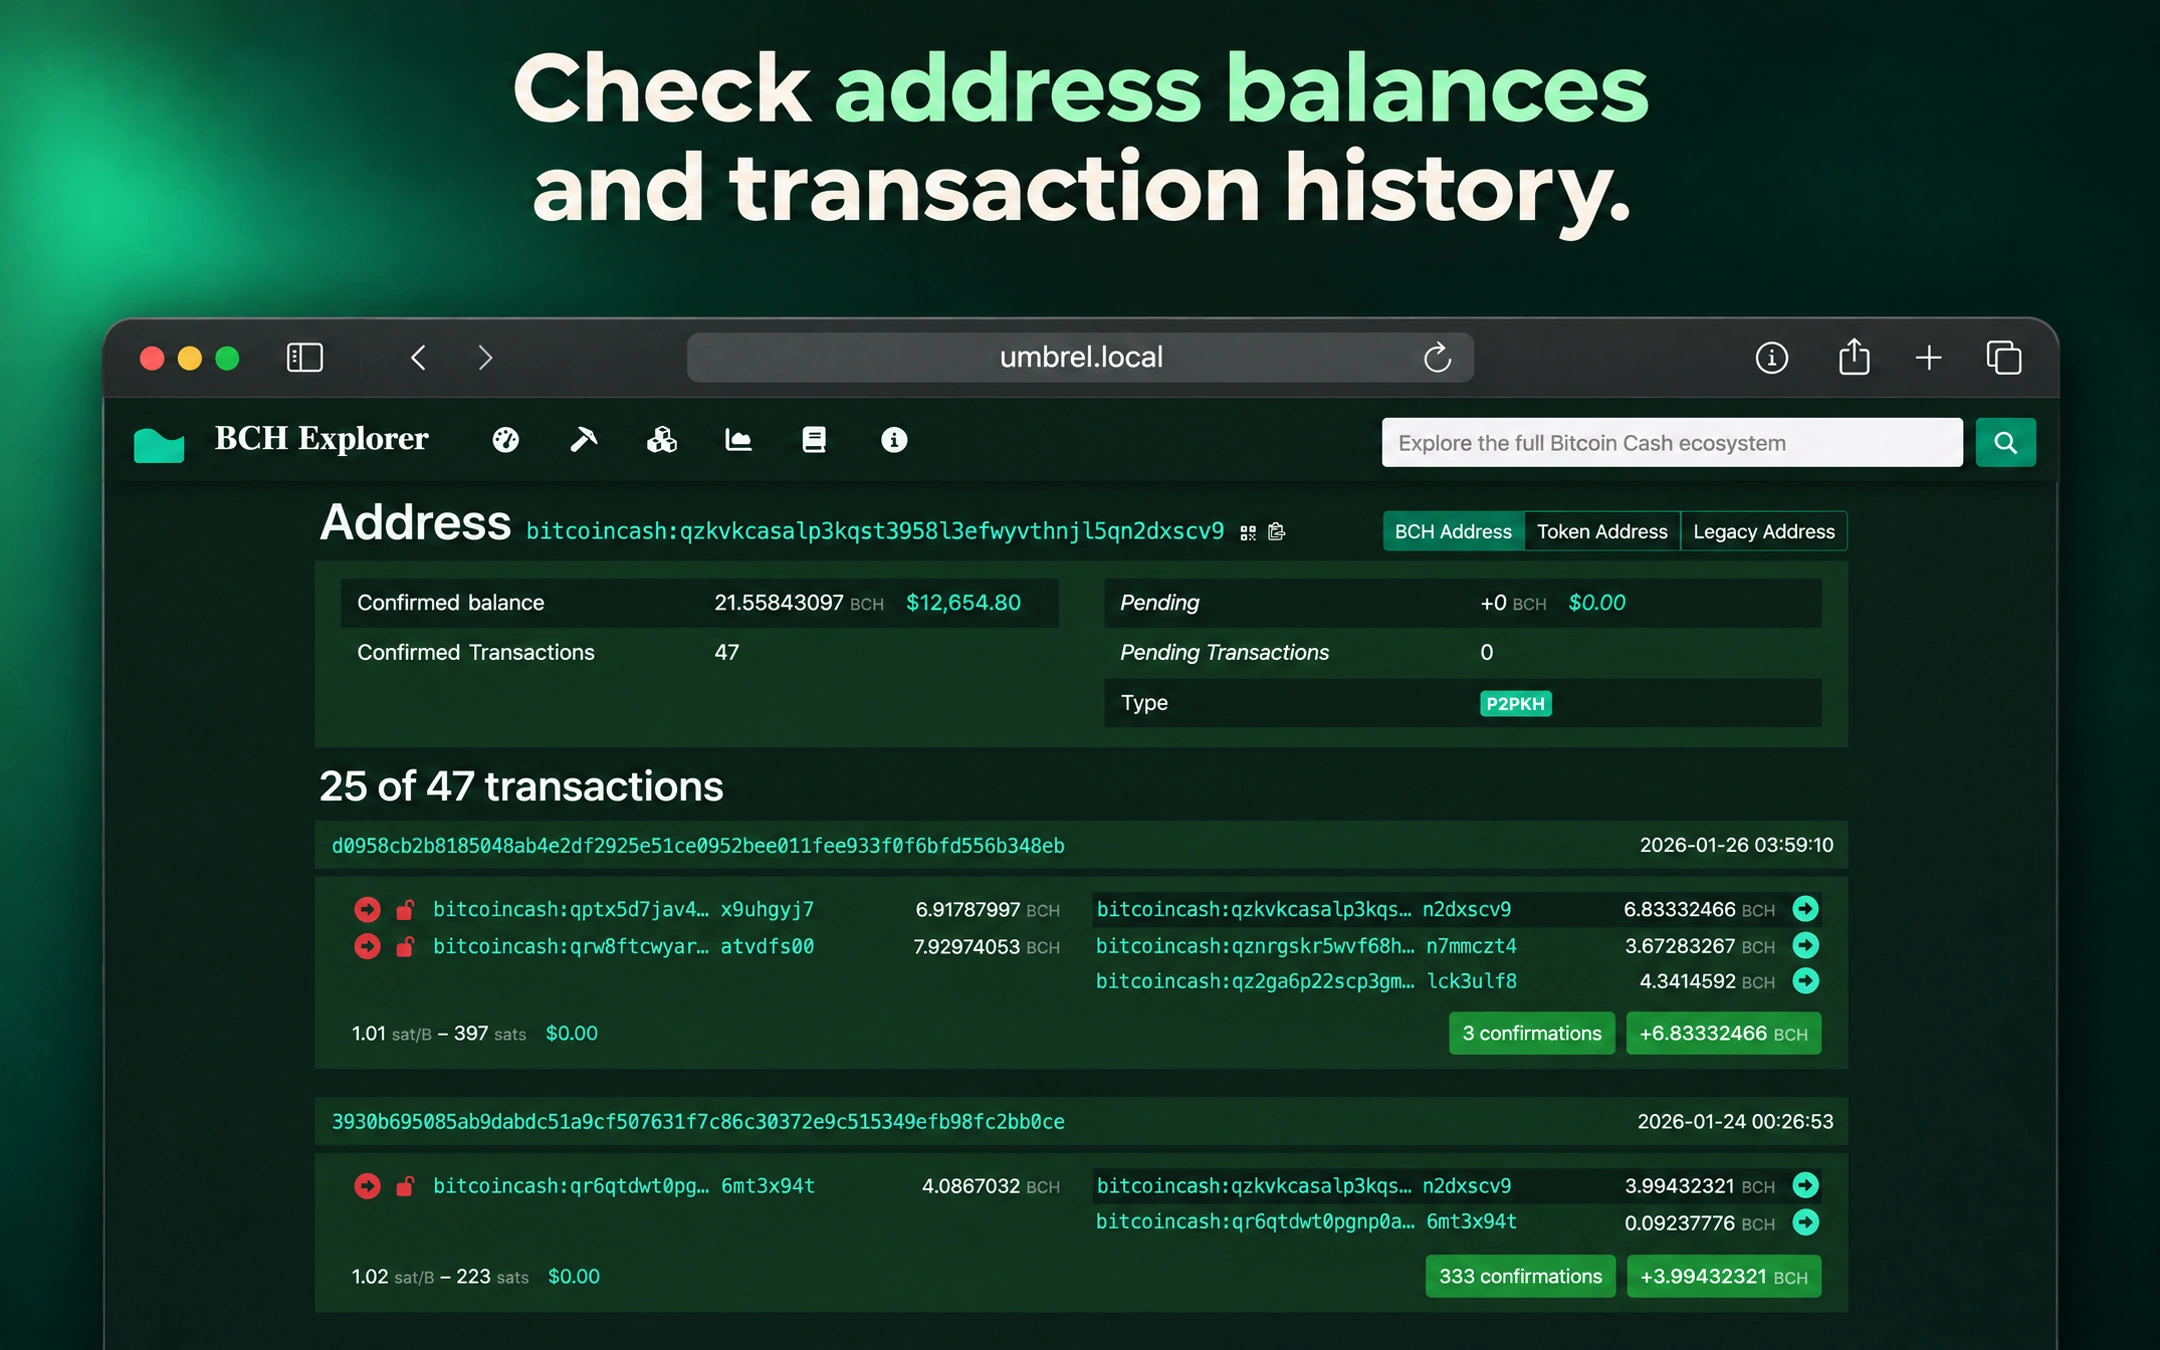 Check address balances
and transaction history.
umbrel.local
BCH Explorer
Explore the full Bitcoin Cash ecosystem
Address bitcoincash:qzkvkcasalp3kqst3958l3efwyvthnjl5qn2dxscv9
BCH Address Token Address Legacy Address
Confirmed balance 21.55843097 BCH $12,654.80
Pending +0 BCH $0.00
Confirmed Transactions 47
Pending Transactions 0
Type P2PKH
25 of 47 transactions
d0958cb2b8185048ab4e2df2925e51ce0952bee011fee933f0f6bfd556b348eb 2026-01-26 03:59:10
bitcoincash:qptx5d7jav4… x9uhgyj7 6.91787997 BCH
bitcoincash:qrw8ftcwyar… atvdfs00 7.92974053 BCH
bitcoincash:qzkvkcasalp3kqs… n2dxscv9 6.83332466 BCH
bitcoincash:qznrgskr5wvf68h… n7mmczt4 3.67283267 BCH
bitcoincash:qz2ga6p22scp3gm… lck3ulf8 4.3414592 BCH
1.01 sat/B – 397 sats $0.00
3 confirmations +6.83332466 BCH
3930b695085ab9dabdc51a9cf507631f7c86c30372e9c515349efb98fc2bb0ce 2026-01-24 00:26:53
bitcoincash:qr6qtdwt0pg… 6mt3x94t 4.0867032 BCH
bitcoincash:qzkvkcasalp3kqs… n2dxscv9 3.99432321 BCH
bitcoincash:qr6qtdwt0pgnp0a… 6mt3x94t 0.09237776 BCH
1.02 sat/B – 223 sats $0.00
333 confirmations +3.99432321 BCH